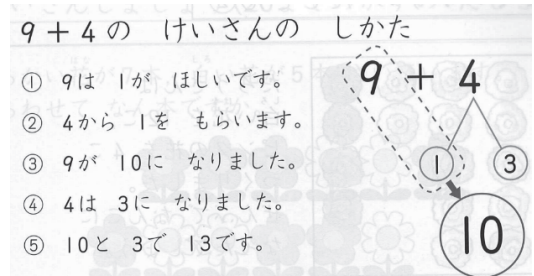 9+4の けいさんの しかた
① 9は 1が ほしいです。
② 4から 1を もらいます。
③ 9が 10に なりました。
④ 4は 3に なりました。
⑤ 10と 3で 13です。
9 + 4
1 3
10